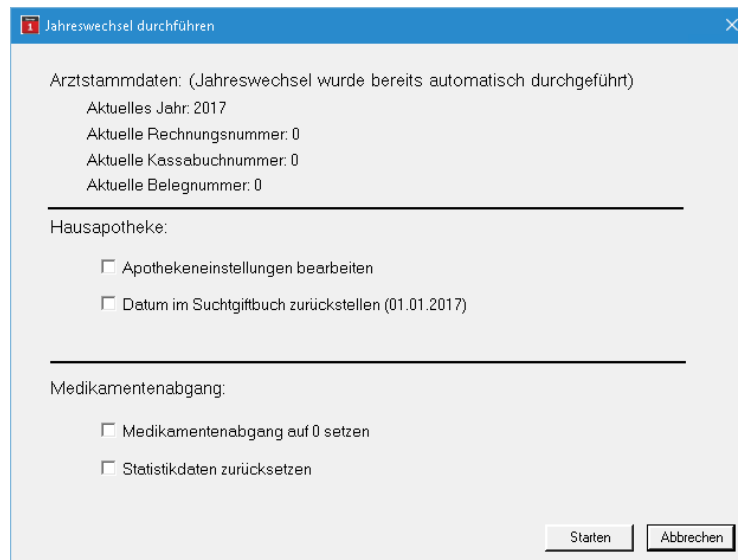 Jahreswechsel durchführen
Arztstammdaten: (Jahreswechsel wurde bereits automatisch durchgeführt)
Aktuelles Jahr: 2017
Aktuelle Rechnungsnummer: 0
Aktuelle Kassabuchnummer: 0
Aktuelle Belegnummer: 0
Hausapotheke:
Apothekeneinstellungen bearbeiten
Datum im Suchtgiftbuch zurückstellen (01.01.2017)
Medikamentenabgang:
Medikamentenabgang auf 0 setzen
Statistikdaten zurücksetzen
Starten Abbrechen